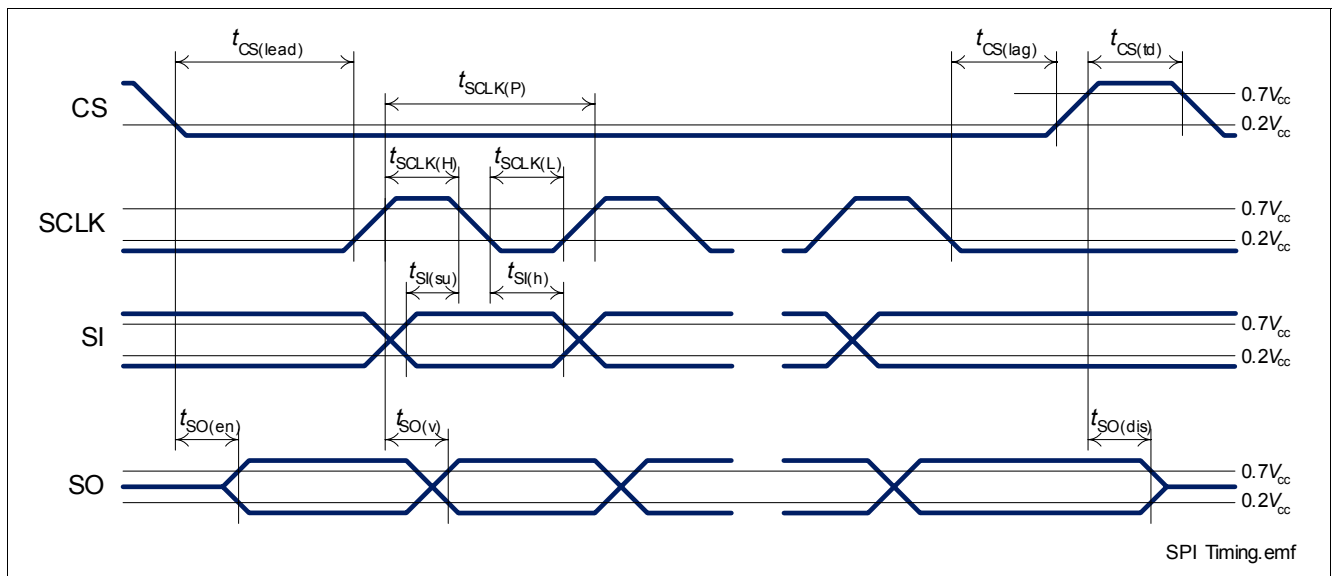 tCS(lead)
tCS(lag)
tCS(td)
tSCLK(P)
CS
0.7Vcc
0.2Vcc
tSCLK(H)
tSCLK(L)
SCLK
0.7Vcc
0.2Vcc
tSI(su)
tSI(h)
SI
0.7Vcc
0.2Vcc
tSO(en)
tSO(v)
tSO(dis)
SO
0.7Vcc
0.2Vcc
SPI Timing.emf